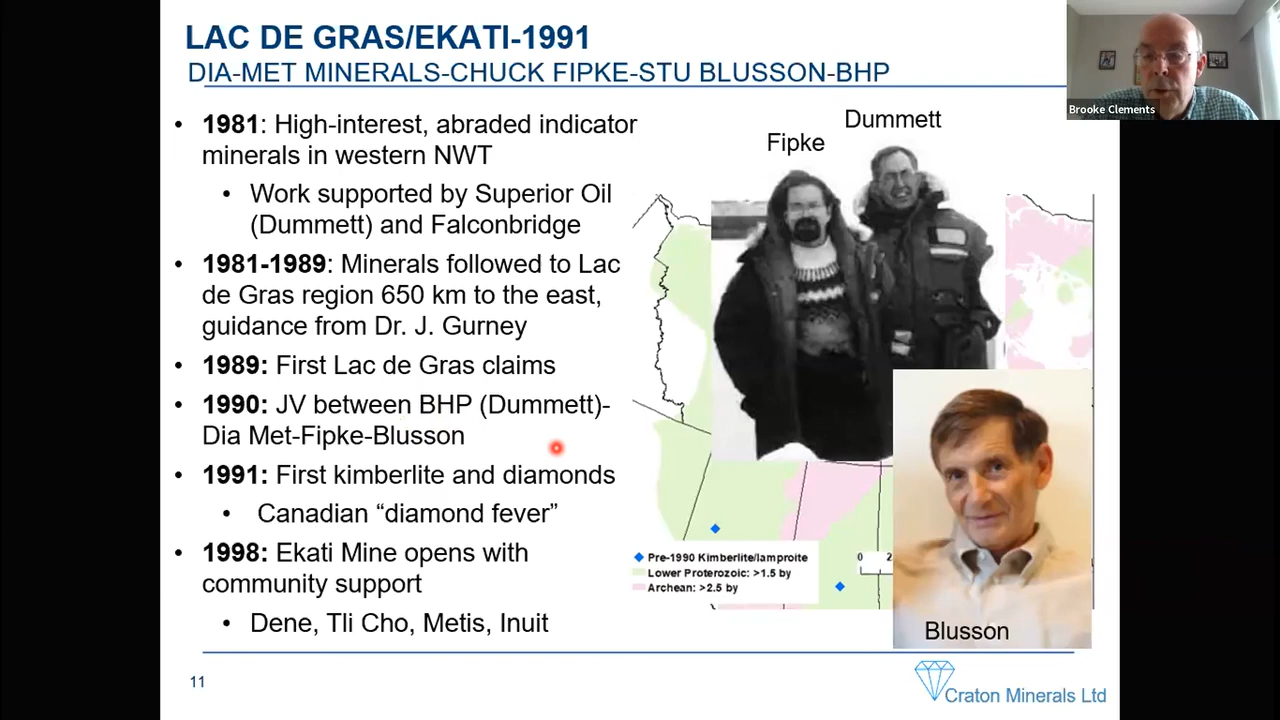 LAC DE GRAS/EKATI-1991
DIA-MET MINERALS-CHUCK FIPKE-STU BLUSSON-BHP
Brooke Clements
• 1981: High-interest, abraded indicator
minerals in western NWT
• Work supported by Superior Oil
(Dummett) and Falconbridge
• 1981-1989: Minerals followed to Lac
de Gras region 650 km to the east,
guidance from Dr. J. Gurney
• 1989: First Lac de Gras claims
• 1990: JV between BHP (Dummett)-
Dia Met-Fipke-Blusson
• 1991: First kimberlite and diamonds
• Canadian “diamond fever”
• 1998: Ekati Mine opens with
community support
• Dene, Tli Cho, Metis, Inuit
Dummett
Fipke
Pre-1990 Kimberlite/lamproite
Lower Proterozoic: >1.5 by
Archean: >2.5 by
0 2
Blusson
11
Craton Minerals Ltd